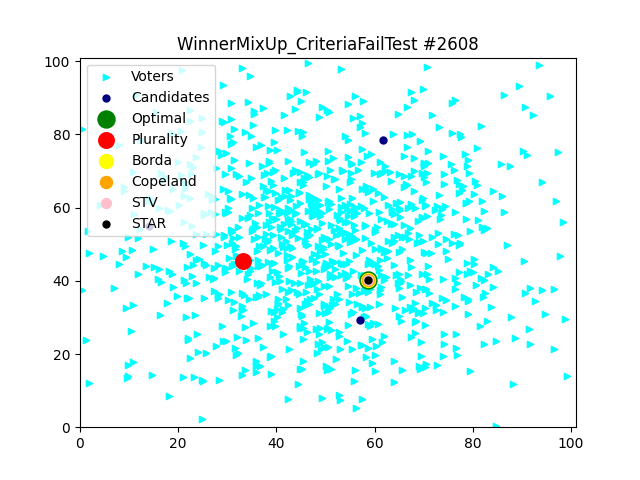 WinnerMixUp_CriteriaFailTest #2608
100
80
60
40
20
0
Voters
Candidates
Optimal
Plurality
Borda
Copeland
STV
STAR
0 20 40 60 80 100